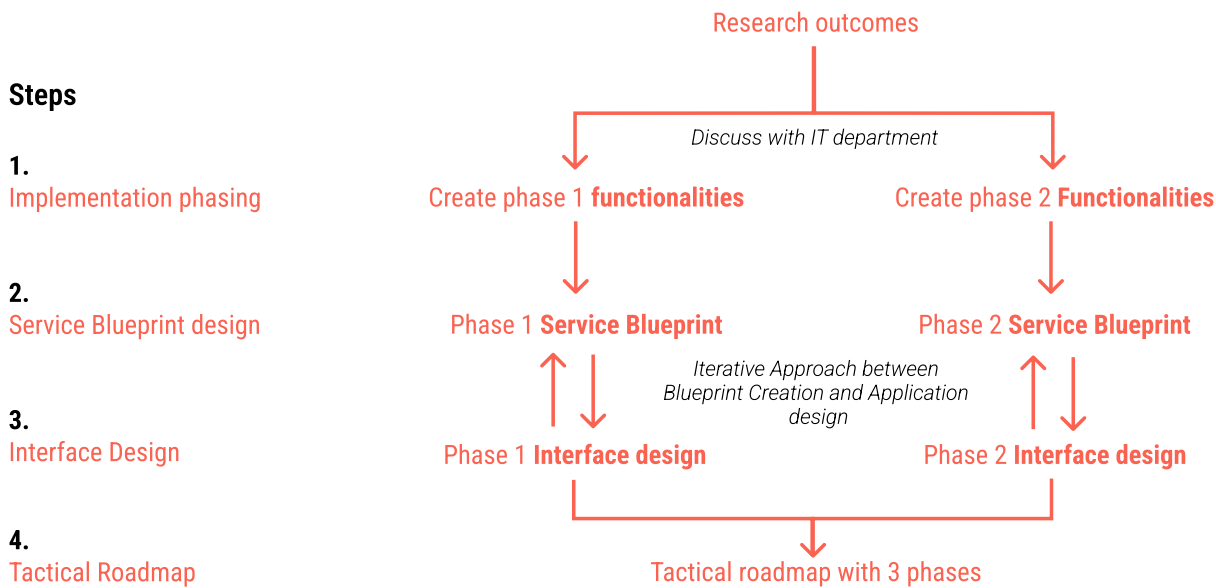 Research outcomes
Steps
Discuss with IT department
1.
Implementation phasing
Create phase 1 functionalities
Create phase 2 Functionalities
2.
Service Blueprint design
Phase 1 Service Blueprint
Phase 2 Service Blueprint
Iterative Approach between
Blueprint Creation and Application
design
3.
Interface Design
Phase 1 Interface design
Phase 2 Interface design
4.
Tactical Roadmap
Tactical roadmap with 3 phases